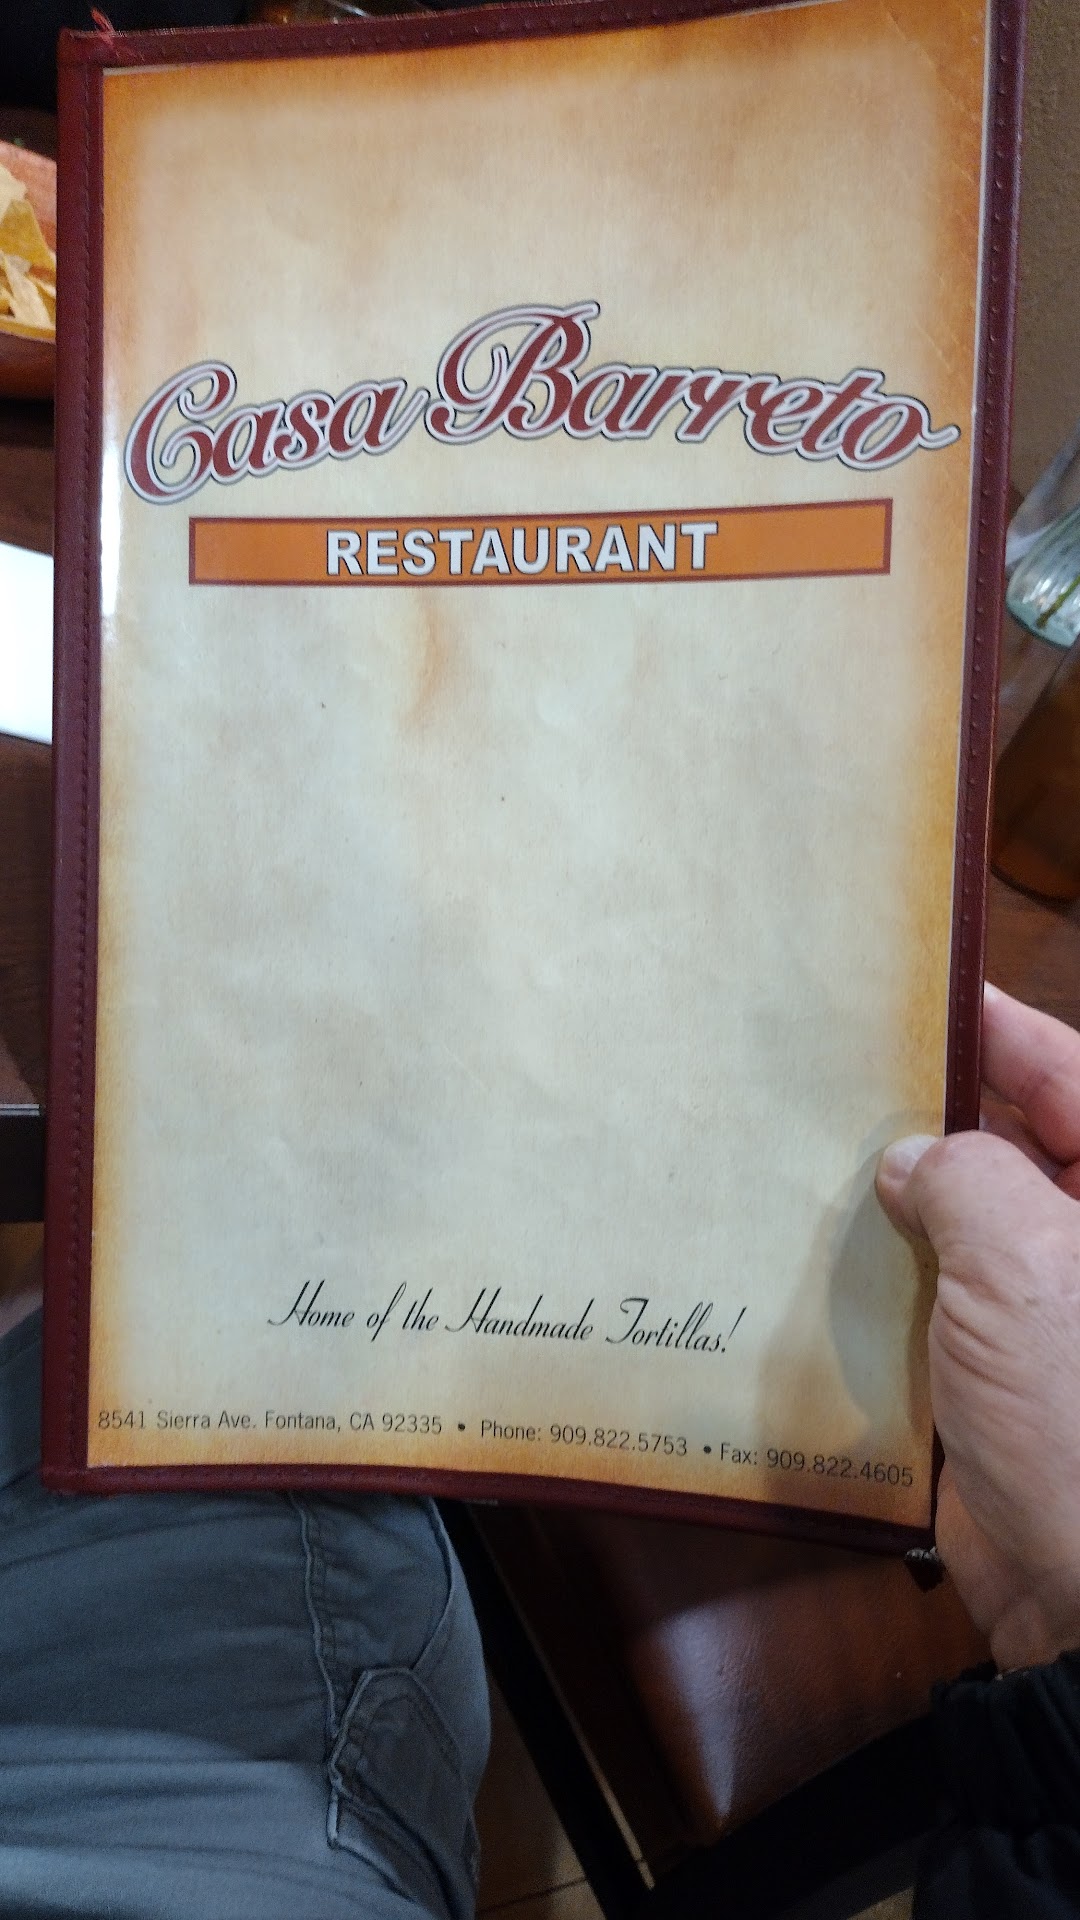 Casa Barreto
RESTAURANT
Home of the Handmade Tortillas!
8541 Sierra Ave. Fontana, CA 92335 • Phone: 909.822.5753 • Fax: 909.822.4605